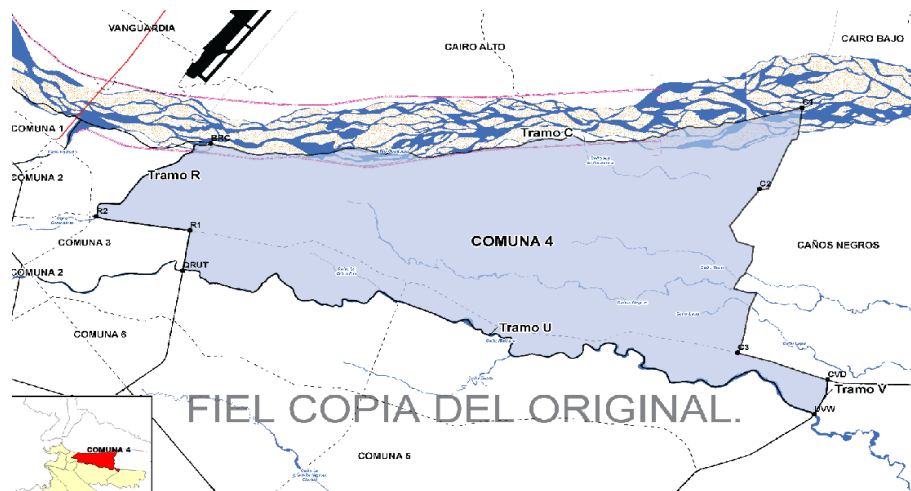 VANGUARDIA
CAIRO ALTO
CAIRO BAJO
C1
COMUNA 1
BRC
Tramo C
COMUNA 2
Tramo R
C2
R2
R1
COMUNA 3
COMUNA 4
CAÑOS NEGROS
COMUNA 2
QRUT
COMUNA 6
Tramo U
C3
CVD
Tramo V
UVW
FIEL COPIA DEL ORIGINAL.
COMUNA 4
COMUNA 5